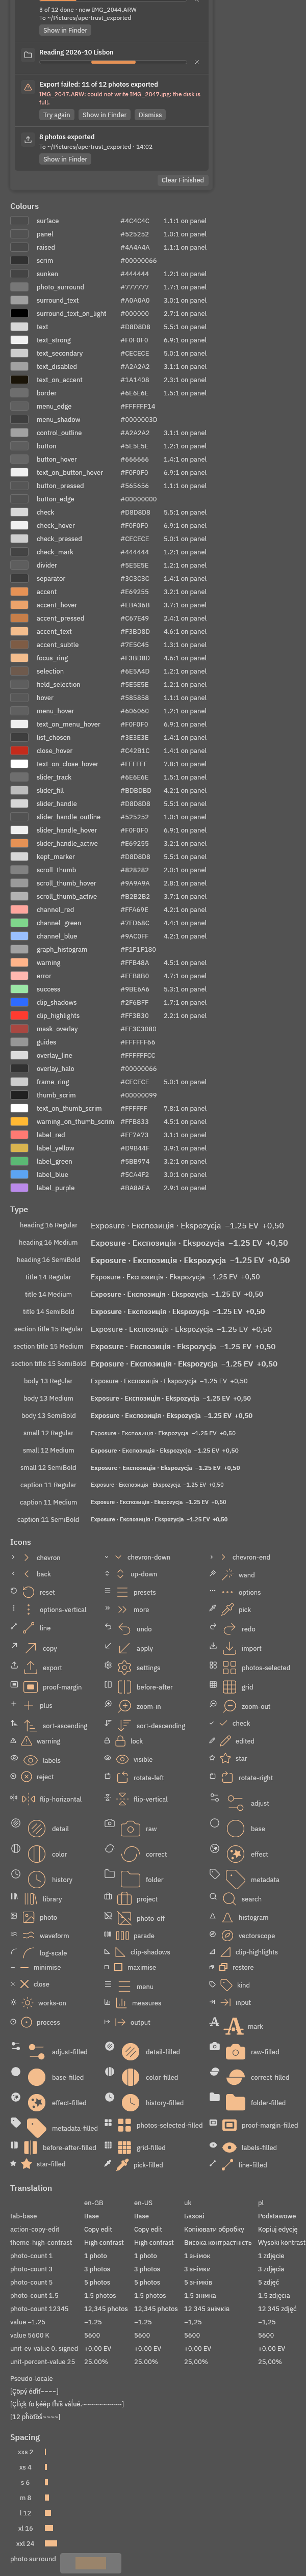 3 of 12 done · now IMG_2044.ARW
To ~/Pictures/apertrust_exported
Show in Finder
Reading 2026-10 Lisbon
Export failed: 11 of 12 photos exported
IMG_2047.ARW: could not write IMG_2047.jpg: the disk is
full.
Try again Show in Finder Dismiss
8 photos exported
To ~/Pictures/apertrust_exported · 14:02
Show in Finder
Clear Finished
Colours
surface #4C4C4C 1.1:1 on panel
panel #525252 1.0:1 on panel
raised #4A4A4A 1.1:1 on panel
scrim #00000066
sunken #444444 1.2:1 on panel
photo_surround #777777 1.7:1 on panel
surround_text #A0A0A0 3.0:1 on panel
surround_text_on_light #000000 2.7:1 on panel
text #D8D8D8 5.5:1 on panel
text_strong #F0F0F0 6.9:1 on panel
text_secondary #CECECE 5.0:1 on panel
text_disabled #A2A2A2 3.1:1 on panel
text_on_accent #1A1408 2.3:1 on panel
border #6E6E6E 1.5:1 on panel
menu_edge #FFFFFF14
menu_shadow #0000003D
control_outline #A2A2A2 3.1:1 on panel
button #5E5E5E 1.2:1 on panel
button_hover #666666 1.4:1 on panel
text_on_button_hover #F0F0F0 6.9:1 on panel
button_pressed #565656 1.1:1 on panel
button_edge #00000000
check #D8D8D8 5.5:1 on panel
check_hover #F0F0F0 6.9:1 on panel
check_pressed #CECECE 5.0:1 on panel
check_mark #444444 1.2:1 on panel
divider #5E5E5E 1.2:1 on panel
separator #3C3C3C 1.4:1 on panel
accent #E69255 3.2:1 on panel
accent_hover #EBA36B 3.7:1 on panel
accent_pressed #C67E49 2.4:1 on panel
accent_text #F3BD8D 4.6:1 on panel
accent_subtle #7E5C45 1.3:1 on panel
focus_ring #F3BD8D 4.6:1 on panel
selection #6E5A4D 1.2:1 on panel
field_selection #5E5E5E 1.2:1 on panel
hover #585858 1.1:1 on panel
menu_hover #606060 1.2:1 on panel
text_on_menu_hover #F0F0F0 6.9:1 on panel
list_chosen #3E3E3E 1.4:1 on panel
close_hover #C42B1C 1.4:1 on panel
text_on_close_hover #FFFFFF 7.8:1 on panel
slider_track #6E6E6E 1.5:1 on panel
slider_fill #BDBDBD 4.2:1 on panel
slider_handle #D8D8D8 5.5:1 on panel
slider_handle_outline #525252 1.0:1 on panel
slider_handle_hover #F0F0F0 6.9:1 on panel
slider_handle_active #E69255 3.2:1 on panel
kept_marker #D8D8D8 5.5:1 on panel
scroll_thumb #828282 2.0:1 on panel
scroll_thumb_hover #9A9A9A 2.8:1 on panel
scroll_thumb_active #B2B2B2 3.7:1 on panel
channel_red #FFA69E 4.2:1 on panel
channel_green #7FD68C 4.4:1 on panel
channel_blue #9AC0FF 4.2:1 on panel
graph_histogram #F1F1F180
warning #FFB48A 4.5:1 on panel
error #FFB8B0 4.7:1 on panel
success #9BE6A6 5.3:1 on panel
clip_shadows #2F6BFF 1.7:1 on panel
clip_highlights #FF3B30 2.2:1 on panel
mask_overlay #FF3C3080
guides #FFFFFF66
overlay_line #FFFFFFCC
overlay_halo #00000066
frame_ring #CECECE 5.0:1 on panel
thumb_scrim #00000099
text_on_thumb_scrim #FFFFFF 7.8:1 on panel
warning_on_thumb_scrim #FFB833 4.5:1 on panel
label_red #FF7A73 3.1:1 on panel
label_yellow #D9B44F 3.9:1 on panel
label_green #5BB974 3.2:1 on panel
label_blue #5CA4F2 3.0:1 on panel
label_purple #BA8AEA 2.9:1 on panel
Type
heading 16 Regular Exposure · Експозиція · Ekspozycja −1.25 EV +0,50
heading 16 Medium Exposure · Експозиція · Ekspozycja −1.25 EV +0,50
heading 16 SemiBold Exposure · Експозиція · Ekspozycja −1.25 EV +0,50
title 14 Regular Exposure · Експозиція · Ekspozycja −1.25 EV +0,50
title 14 Medium Exposure · Експозиція · Ekspozycja −1.25 EV +0,50
title 14 SemiBold Exposure · Експозиція · Ekspozycja −1.25 EV +0,50
section title 15 Regular Exposure · Експозиція · Ekspozycja −1.25 EV +0,50
section title 15 Medium Exposure · Експозиція · Ekspozycja −1.25 EV +0,50
section title 15 SemiBold Exposure · Експозиція · Ekspozycja −1.25 EV +0,50
body 13 Regular Exposure · Експозиція · Ekspozycja −1.25 EV +0,50
body 13 Medium Exposure · Експозиція · Ekspozycja −1.25 EV +0,50
body 13 SemiBold Exposure · Експозиція · Ekspozycja −1.25 EV +0,50
small 12 Regular Exposure · Експозиція · Ekspozycja −1.25 EV +0,50
small 12 Medium Exposure · Експозиція · Ekspozycja −1.25 EV +0,50
small 12 SemiBold Exposure · Експозиція · Ekspozycja −1.25 EV +0,50
caption 11 Regular Exposure · Експозиція · Ekspozycja −1.25 EV +0,50
caption 11 Medium Exposure · Експозиція · Ekspozycja −1.25 EV +0,50
caption 11 SemiBold Exposure · Експозиція · Ekspozycja −1.25 EV +0,50
Icons
chevron chevron-down chevron-end
back up-down wand
reset presets options
options-vertical more pick
line undo redo
copy apply import
export settings photos-selected
proof-margin before-after grid
plus zoom-in zoom-out
sort-ascending sort-descending check
warning lock edited
labels visible star
reject rotate-left rotate-right
flip-horizontal flip-vertical adjust
detail raw base
color correct effect
history folder metadata
library project search
photo photo-off histogram
waveform parade vectorscope
log-scale clip-shadows clip-highlights
minimise maximise restore
close menu kind
works-on measures input
process output mark
adjust-filled detail-filled raw-filled
base-filled color-filled correct-filled
effect-filled history-filled folder-filled
metadata-filled photos-selected-filled proof-margin-filled
before-after-filled grid-filled labels-filled
star-filled pick-filled line-filled
Translation
en-GB en-US uk pl
tab-base Base Base Базові Podstawowe
action-copy-edit Copy edit Copy edit Копіювати обробку Kopiuj edycję
theme-high-contrast High contrast High contrast Висока контрастність Wysoki kontrast
photo-count 1 1 photo 1 photo 1 знімок 1 zdjęcie
photo-count 3 3 photos 3 photos 3 знімки 3 zdjęcia
photo-count 5 5 photos 5 photos 5 знімків 5 zdjęć
photo-count 1.5 1.5 photos 1.5 photos 1,5 знімка 1,5 zdjęcia
photo-count 12345 12,345 photos 12,345 photos 12 345 знімків 12 345 zdjęć
value −1.25 −1.25 −1.25 −1,25 −1,25
value 5600 K 5600 5600 5600 5600
unit-ev-value 0, signed +0.00 EV +0.00 EV +0,00 EV +0,00 EV
unit-percent-value 25 25.00% 25.00% 25,00% 25,00%
Pseudo-locale
[12 p
Spacing
xxs 2
xs 4
s 6
m 8
l 12
xl 16
xxl 24
photo surround